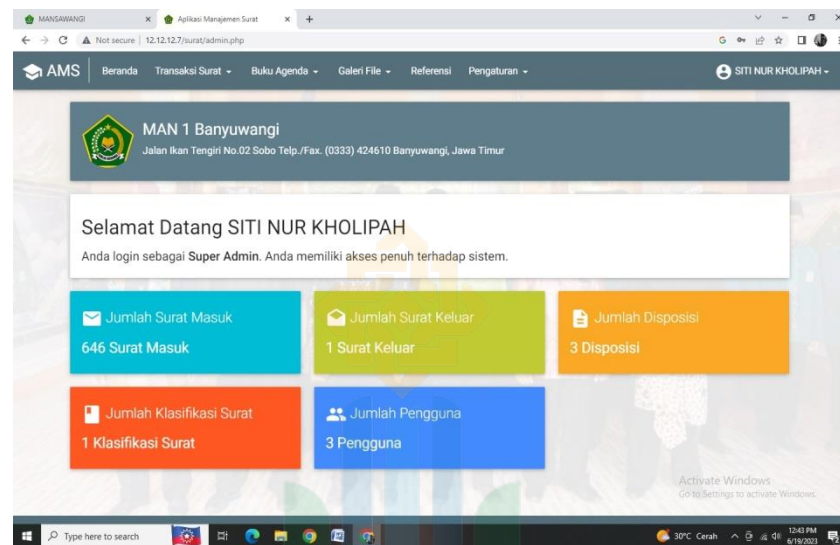 MANSAWANGI
Aplikasi Manajemen Surat
Not secure | 12.12.12.7/surat/admin.php
AMS
Beranda
Transaksi Surat
Buku Agenda
Galeri File
Referensi
Pengaturan
SITI NUR KHOLIPAH
MAN 1 Banyuwangi
Jalan Ikan Tengiri No.02 Sobo Telp./Fax. (0333) 424610 Banyuwangi, Jawa Timur
Selamat Datang SITI NUR KHOLIPAH
Anda login sebagai Super Admin. Anda memiliki akses penuh terhadap sistem.
Jumlah Surat Masuk
646 Surat Masuk
Jumlah Surat Keluar
1 Surat Keluar
Jumlah Disposisi
3 Disposisi
Jumlah Klasifikasi Surat
1 Klasifikasi Surat
Jumlah Pengguna
3 Pengguna
Activate Windows
Go to Settings to activate Windows.
Type here to search
30°C Cerah
12:43 PM
6/19/2023